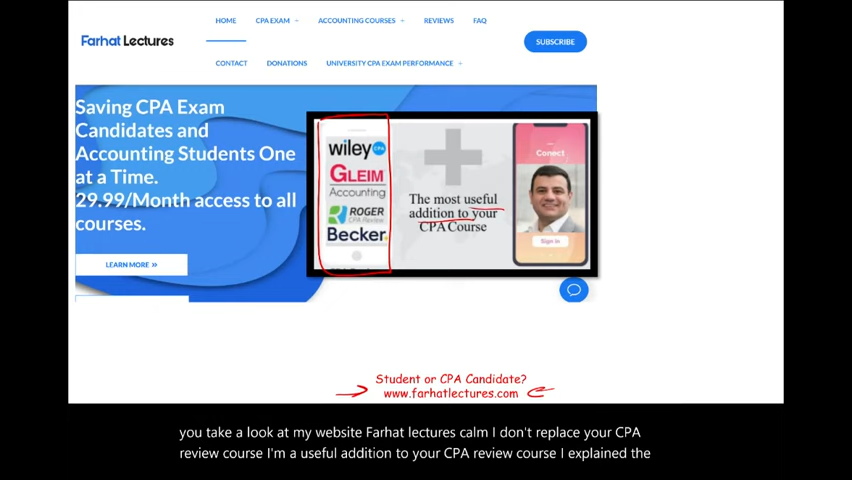 HOME
CPA EXAM
ACCOUNTING COURSES
REVIEWS
FAQ
Farhat Lectures
SUBSCRIBE
CONTACT
DONATIONS
UNIVERSITY CPA EXAM PERFORMANCE
Saving CPA Exam
Candidates and
Accounting Students One
at a Time.
29.99/Month access to all
courses.
LEARN MORE »
wiley CPA
GLEIM
Accounting
ROGER
CPA Review
Becker.
The most useful
addition to your
CPA Course
Conect
Sign in
Student or CPA Candidate?
www.farhatlectures.com
you take a look at my website Farhat lectures calm I don't replace your CPA
review course I'm a useful addition to your CPA review course I explained the